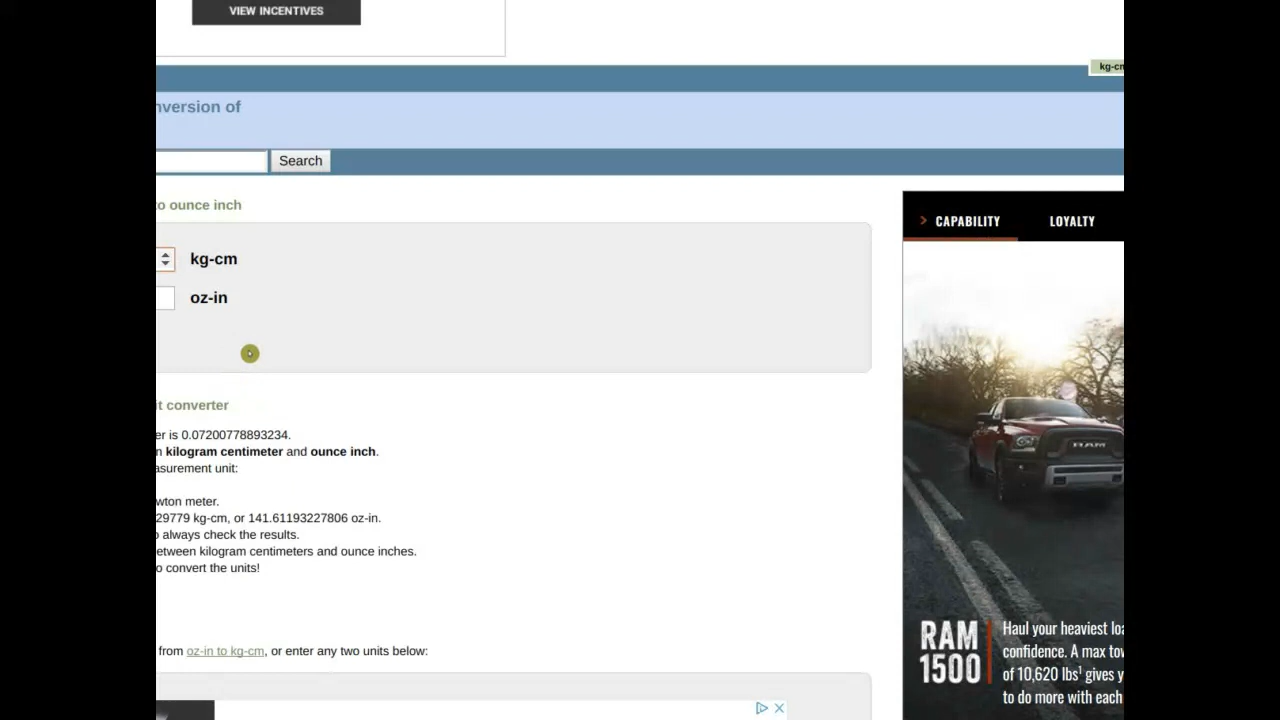 VIEW INCENTIVES
kg-cm
nversion of
Search
to ounce inch
CAPABILITY
LOYALTY
kg-cm
oz-in
it converter
er is 0.07200778893234.
n kilogram centimeter and ounce inch.
asurement unit:
wton meter.
29779 kg-cm, or 141.61193227806 oz-in.
o always check the results.
etween kilogram centimeters and ounce inches.
o convert the units!
from oz-in to kg-cm, or enter any two units below:
RAM
1500
Haul your heaviest loa
confidence. A max tow
of 10,620 lbs¹ gives y
to do more with each
RAM